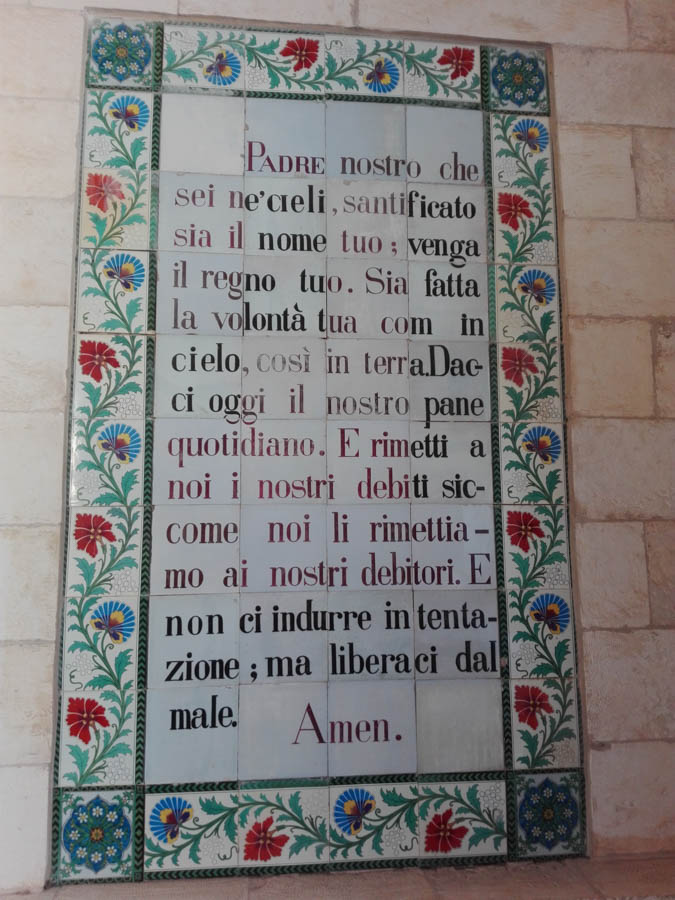 PADRE nostro che
sei ne'cieli, santificato
sia il nome tuo; venga
il regno tuo. Sia fatta
la volontà tua com in
cielo, così in terra.Dac-
ci oggi il nostro pane
quotidiano. E rimetti a
noi i nostri debiti sic-
come noi li rimettia-
mo ai nostri debitori. E
non ci indurre in tenta-
zione; ma liberaci dal
male. Amen.